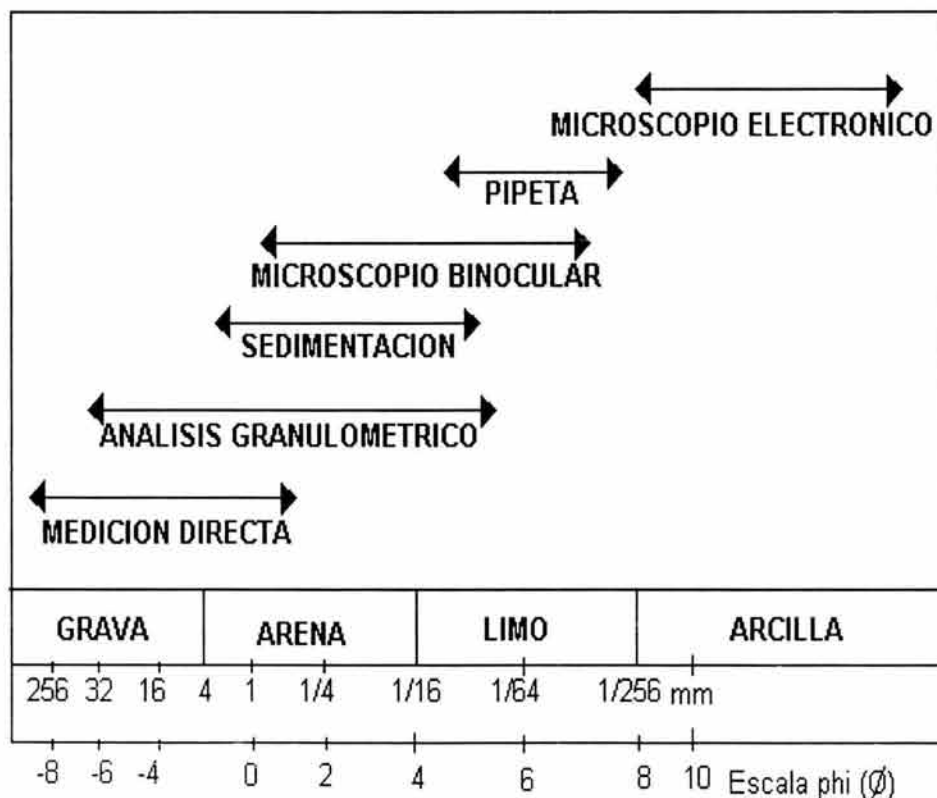 MICROSCOPIO ELECTRONICO
PIPETA
MICROSCOPIO BINOCULAR
SEDIMENTACION
ANALISIS GRANULOMETRICO
MEDICION DIRECTA
GRAVA ARENA LIMO ARCILLA
256 32 16 4 1 1/4 1/16 1/64 1/256 mm
-8 -6 -4 0 2 4 6 8 10 Escala phi (Ø)